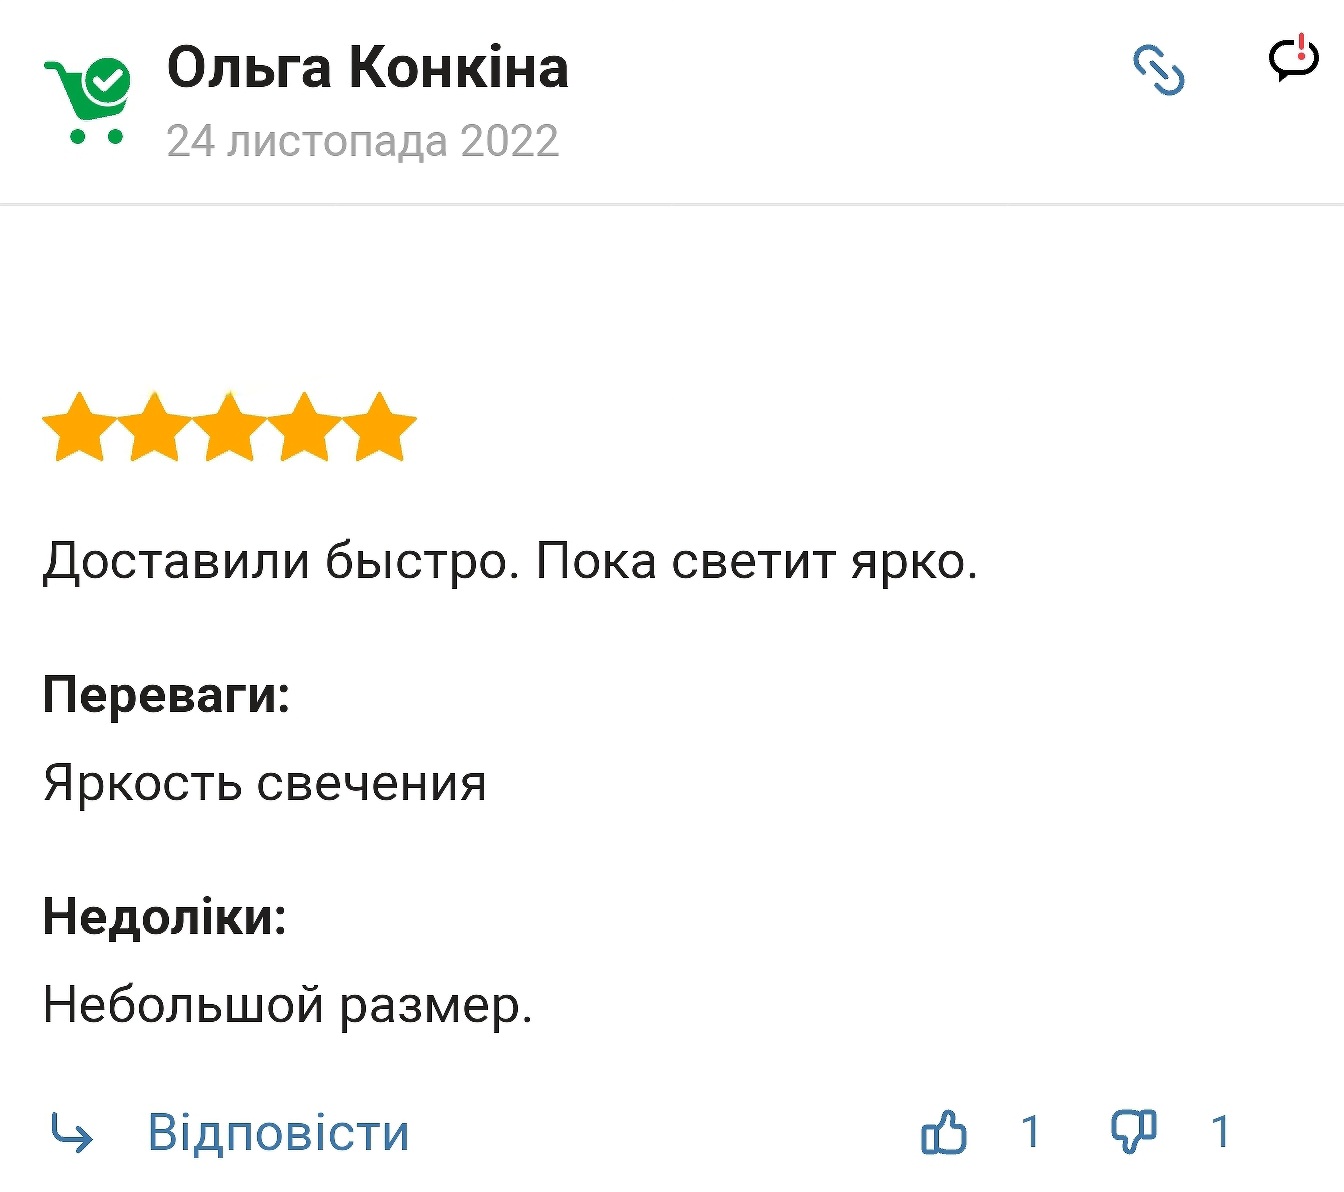 Ольга Конкіна
24 листопада 2022
Доставили быстро. Пока светит ярко.
Переваги:
Яркость свечения
Недоліки:
Небольшой размер.
Відповісти 1 1